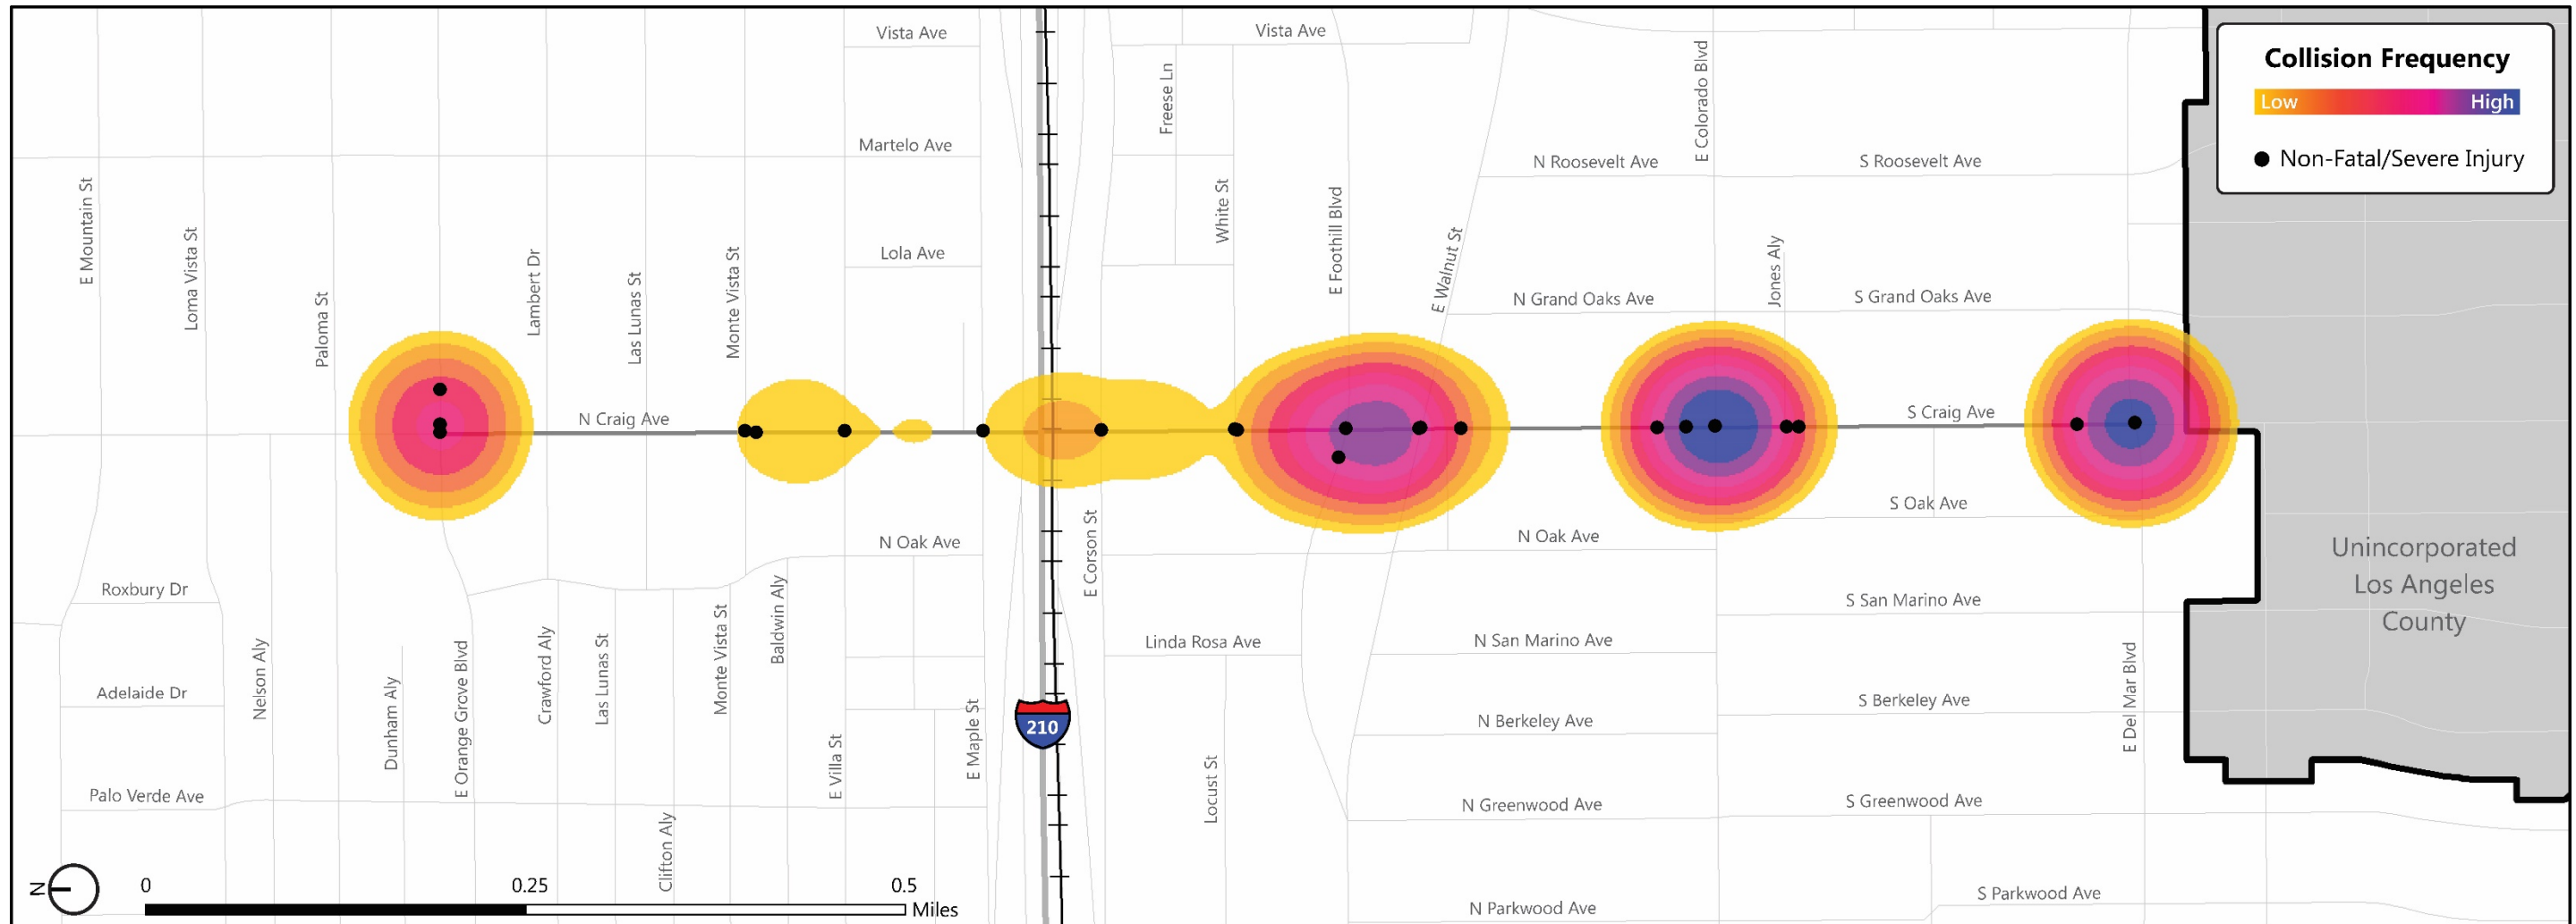 Vista Ave
Vista Ave
Collision Frequency
Low
High
Non-Fatal/Severe Injury
E Colorado Blvd
Freese Ln
Martelo Ave
N Roosevelt Ave
S Roosevelt Ave
E Mountain St
White St
E Foothill Blvd
Loma Vista St
Lola Ave
E Walnut St
Jones Aly
Lambert Dr
Monte Vista St
Las Lunas St
Paloma St
N Grand Oaks Ave
S Grand Oaks Ave
N Craig Ave
S Craig Ave
S Oak Ave
N Oak Ave
N Oak Ave
E Corson St
Unincorporated
Los Angeles
County
Roxbury Dr
Baldwin Aly
S San Marino Ave
Linda Rosa Ave
N San Marino Ave
Nelson Aly
Crawford Aly
Las Lunas St
Monte Vista St
E Orange Grove Blvd
Dunham Aly
Adelaide Dr
E Maple St
E Villa St
210
N Berkeley Ave
S Berkeley Ave
E Del Mar Blvd
Palo Verde Ave
Locust St
N Greenwood Ave
S Greenwood Ave
Clifton Aly
N
0
0.25
0.5
Miles
N Parkwood Ave
S Parkwood Ave